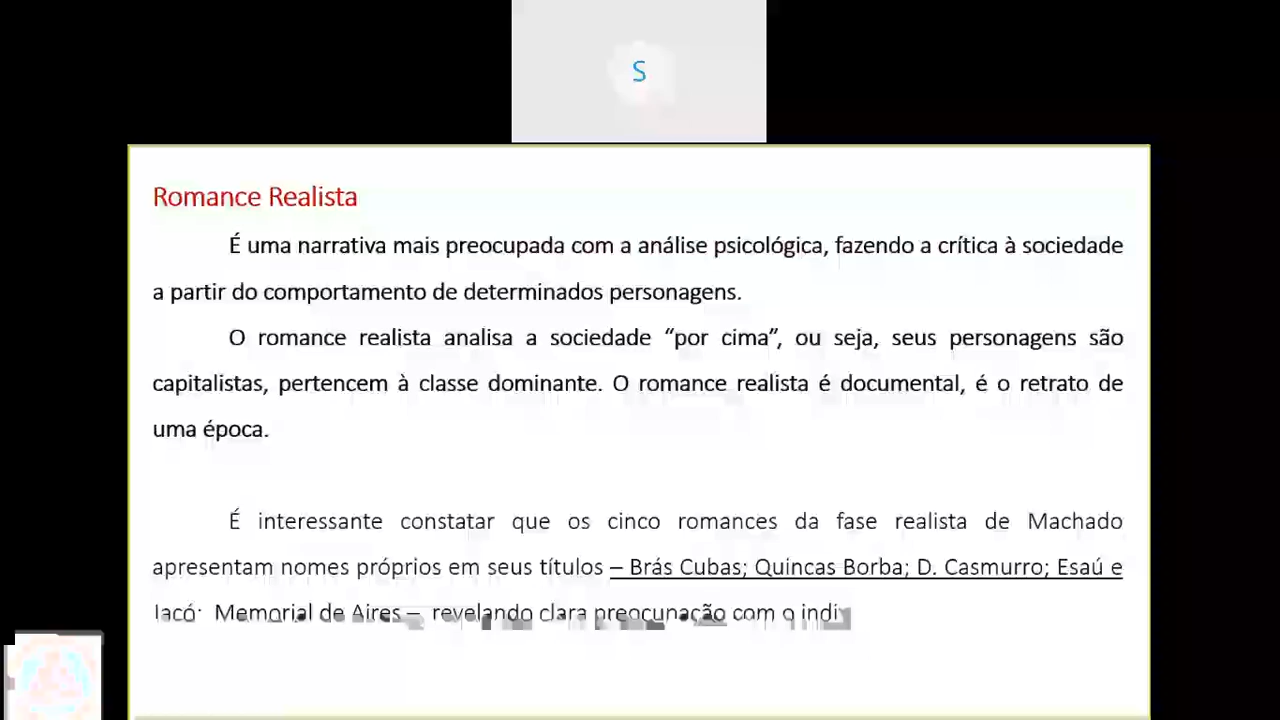 S
Romance Realista
É uma narrativa mais preocupada com a análise psicológica, fazendo a crítica à sociedade
a partir do comportamento de determinados personagens.
O romance realista analisa a sociedade “por cima”, ou seja, seus personagens são
capitalistas, pertencem à classe dominante. O romance realista é documental, é o retrato de
uma época.
É interessante constatar que os cinco romances da fase realista de Machado
apresentam nomes próprios em seus títulos – Brás Cubas; Quincas Borba; D. Casmurro; Esaú e
Jacó; Memorial de Aires – revelando clara preocupação com o